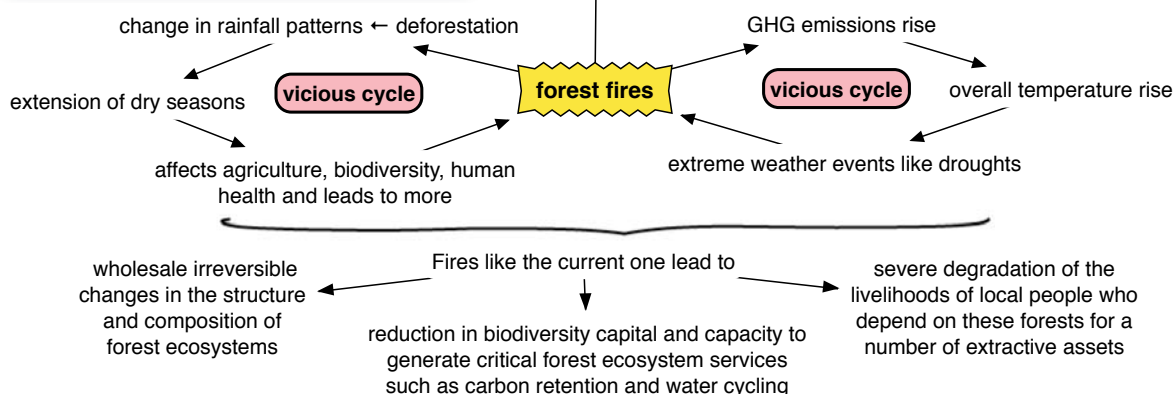 change in rainfall patterns ← deforestation
GHG emissions rise
extension of dry seasons
vicious cycle
forest fires
vicious cycle
overall temperature rise
affects agriculture, biodiversity, human
health and leads to more
extreme weather events like droughts
Fires like the current one lead to
wholesale irreversible
changes in the structure
and composition of
forest ecosystems
reduction in biodiversity capital and capacity to
generate critical forest ecosystem services
such as carbon retention and water cycling
severe degradation of the
livelihoods of local people who
depend on these forests for a
number of extractive assets